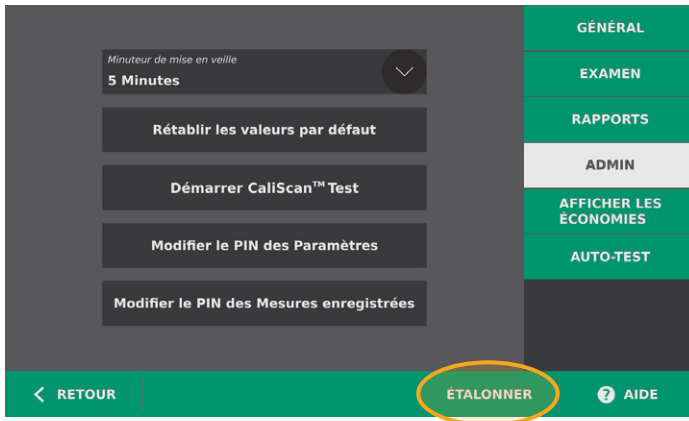 Minuteur de mise en veille
5 Minutes
Rétablir les valeurs par défaut
Démarrer CaliScan™ Test
Modifier le PIN des Paramètres
Modifier le PIN des Mesures enregistrées
GÉNÉRAL
EXAMEN
RAPPORTS
ADMIN
AFFICHER LES
ÉCONOMIES
AUTO-TEST
RETOUR
ÉTALONNER
? AIDE